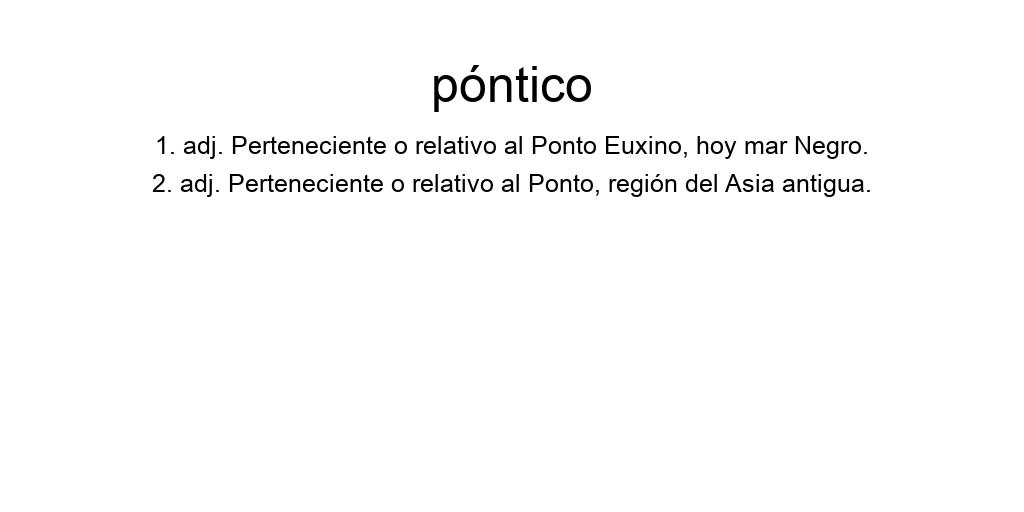 póntico
1. adj. Perteneciente o relativo al Ponto Euxino, hoy mar Negro.
2. adj. Perteneciente o relativo al Ponto, región del Asia antigua.